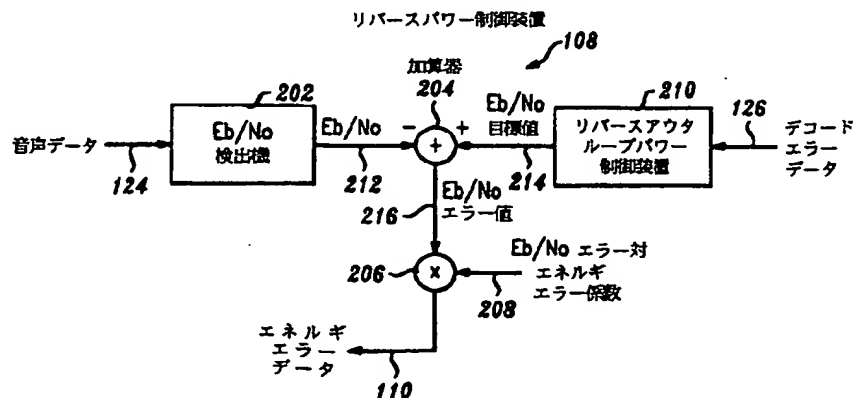 リバースパワー制御装置
108
加算器
204
202
Eb/No
検出機
音声データ
124
Eb/No
212
−
+
+
Eb/No
目標値
214
210
リバースアウタ
ループパワー
制御装置
126
デコード
エラー
データ
216
Eb/No
エラー値
206
x
Eb/No エラー対
エネルギ
エラー係数
208
エネルギ
エラー
データ
110